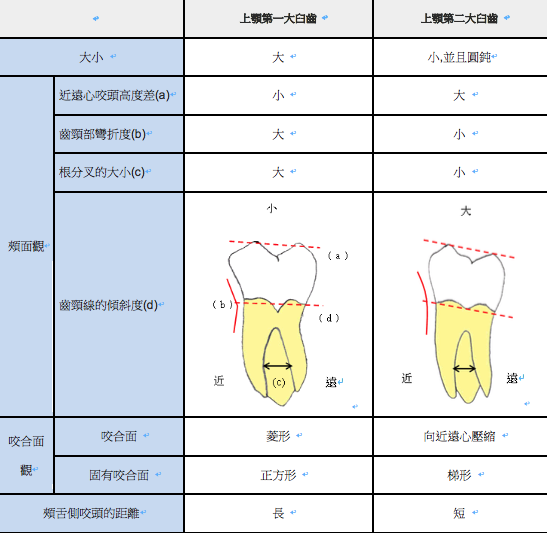 上顎第一大臼齒
上顎第二大臼齒
大小
大
小,並且圓鈍
頰面觀
近遠心咬頭高度差(a)
小
大
齒頸部彎折度(b)
大
小
根分叉的大小(c)
大
小
齒頸線的傾斜度(d)
小
(a)
(b)
(d)
近
(c)
遠
大
近
遠
咬合面
觀
咬合面
菱形
向近遠心壓縮
固有咬合面
正方形
梯形
頰舌側咬頭的距離
長
短